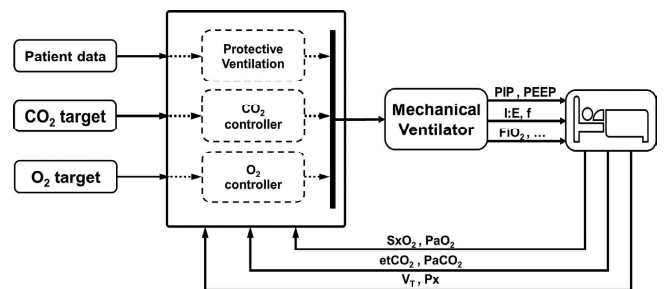 Patient data
CO₂ target
O₂ target
Protective
Ventilation
CO₂
controller
O₂
controller
Mechanical
Ventilator
PIP , PEEP
I:E, f
FiO₂ , ...
SxO₂ , PaO₂
etCO₂ , PaCO₂
V_T , Px